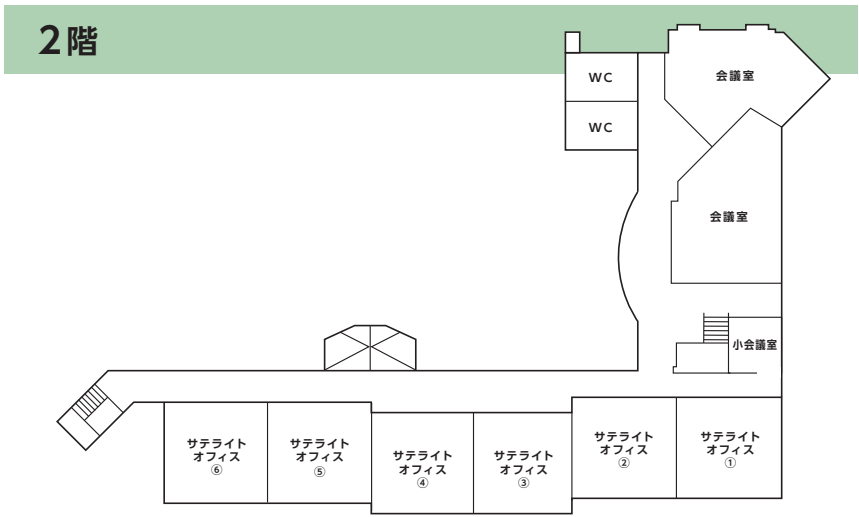 2階
WC
会議室
WC
会議室
小会議室
サテライト
オフィス
⑥
サテライト
オフィス
⑤
サテライト
オフィス
④
サテライト
オフィス
③
サテライト
オフィス
②
サテライト
オフィス
①